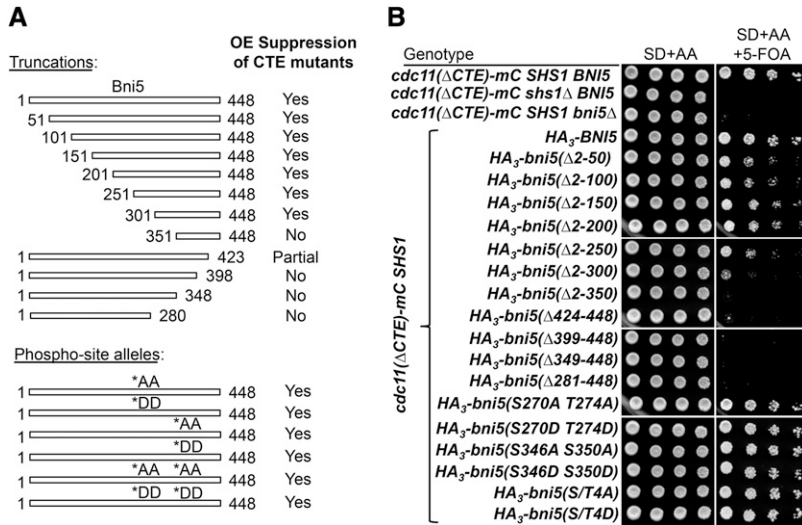 A
OE Suppression of CTE mutants
Truncations:
Bni5
1 448 Yes
51 448 Yes
101 448 Yes
151 448 Yes
201 448 Yes
251 448 Yes
301 448 Yes
351 448 No
1 423 Partial
1 398 No
1 348 No
1 280 No
Phospho-site alleles:
*AA
1 448 Yes
*DD
1 448 Yes
*AA
1 448 Yes
*DD
1 448 Yes
*AA *AA
1 448 Yes
*DD *DD
1 448 Yes
B
Genotype SD+AA SD+AA +5-FOA
cdc11(ΔCTE)-mC SHS1 BNI5
cdc11(ΔCTE)-mC shs1Δ BNI5
cdc11(ΔCTE)-mC SHS1 bni5Δ
cdc11(ΔCTE)-mC SHS1
HA3-BNI5
HA3-bni5(Δ2-50)
HA3-bni5(Δ2-100)
HA3-bni5(Δ2-150)
HA3-bni5(Δ2-200)
HA3-bni5(Δ2-250)
HA3-bni5(Δ2-300)
HA3-bni5(Δ2-350)
HA3-bni5(Δ424-448)
HA3-bni5(Δ399-448)
HA3-bni5(Δ349-448)
HA3-bni5(Δ281-448)
HA3-bni5(S270A T274A)
HA3-bni5(S270D T274D)
HA3-bni5(S346A S350A)
HA3-bni5(S346D S350D)
HA3-bni5(S/T4A)
HA3-bni5(S/T4D)